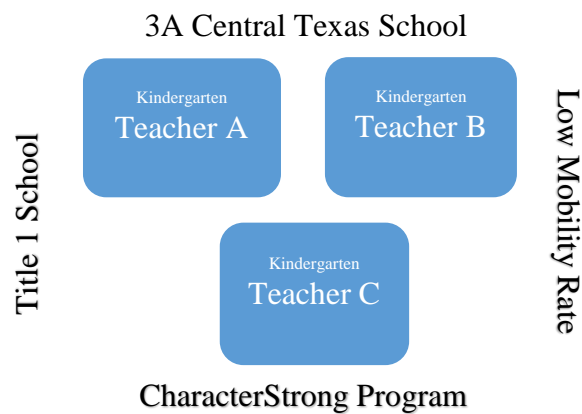 3A Central Texas School
Kindergarten
Teacher A
Kindergarten
Teacher B
Title 1 School
Low Mobility Rate
Kindergarten
Teacher C
CharacterStrong Program